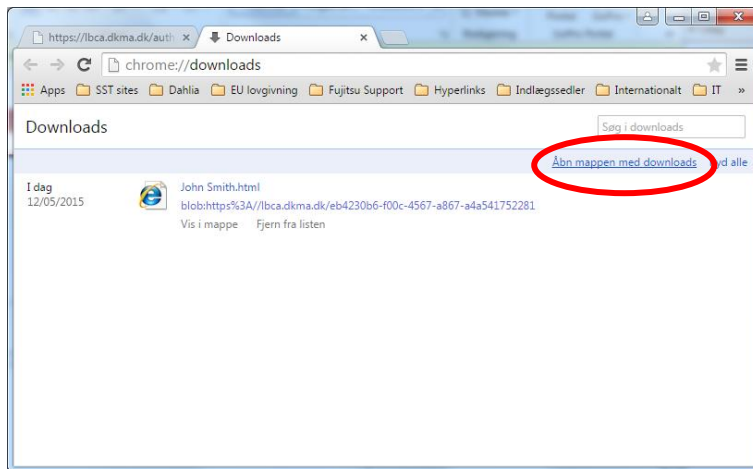 https://lbca.dkma.dk/auth
Downloads
chrome://downloads
Apps SST sites Dahlia EU lovgivning Fujitsu Support Hyperlinks Indlægssedler Internationalt IT »
Downloads
Søg i downloads
Åbn mappen med downloads yd alle
I dag
12/05/2015
John Smith.html
blob:https%3A//lbca.dkma.dk/eb4230b6-f00c-4567-a867-a4a541752281
Vis i mappe Fjern fra listen